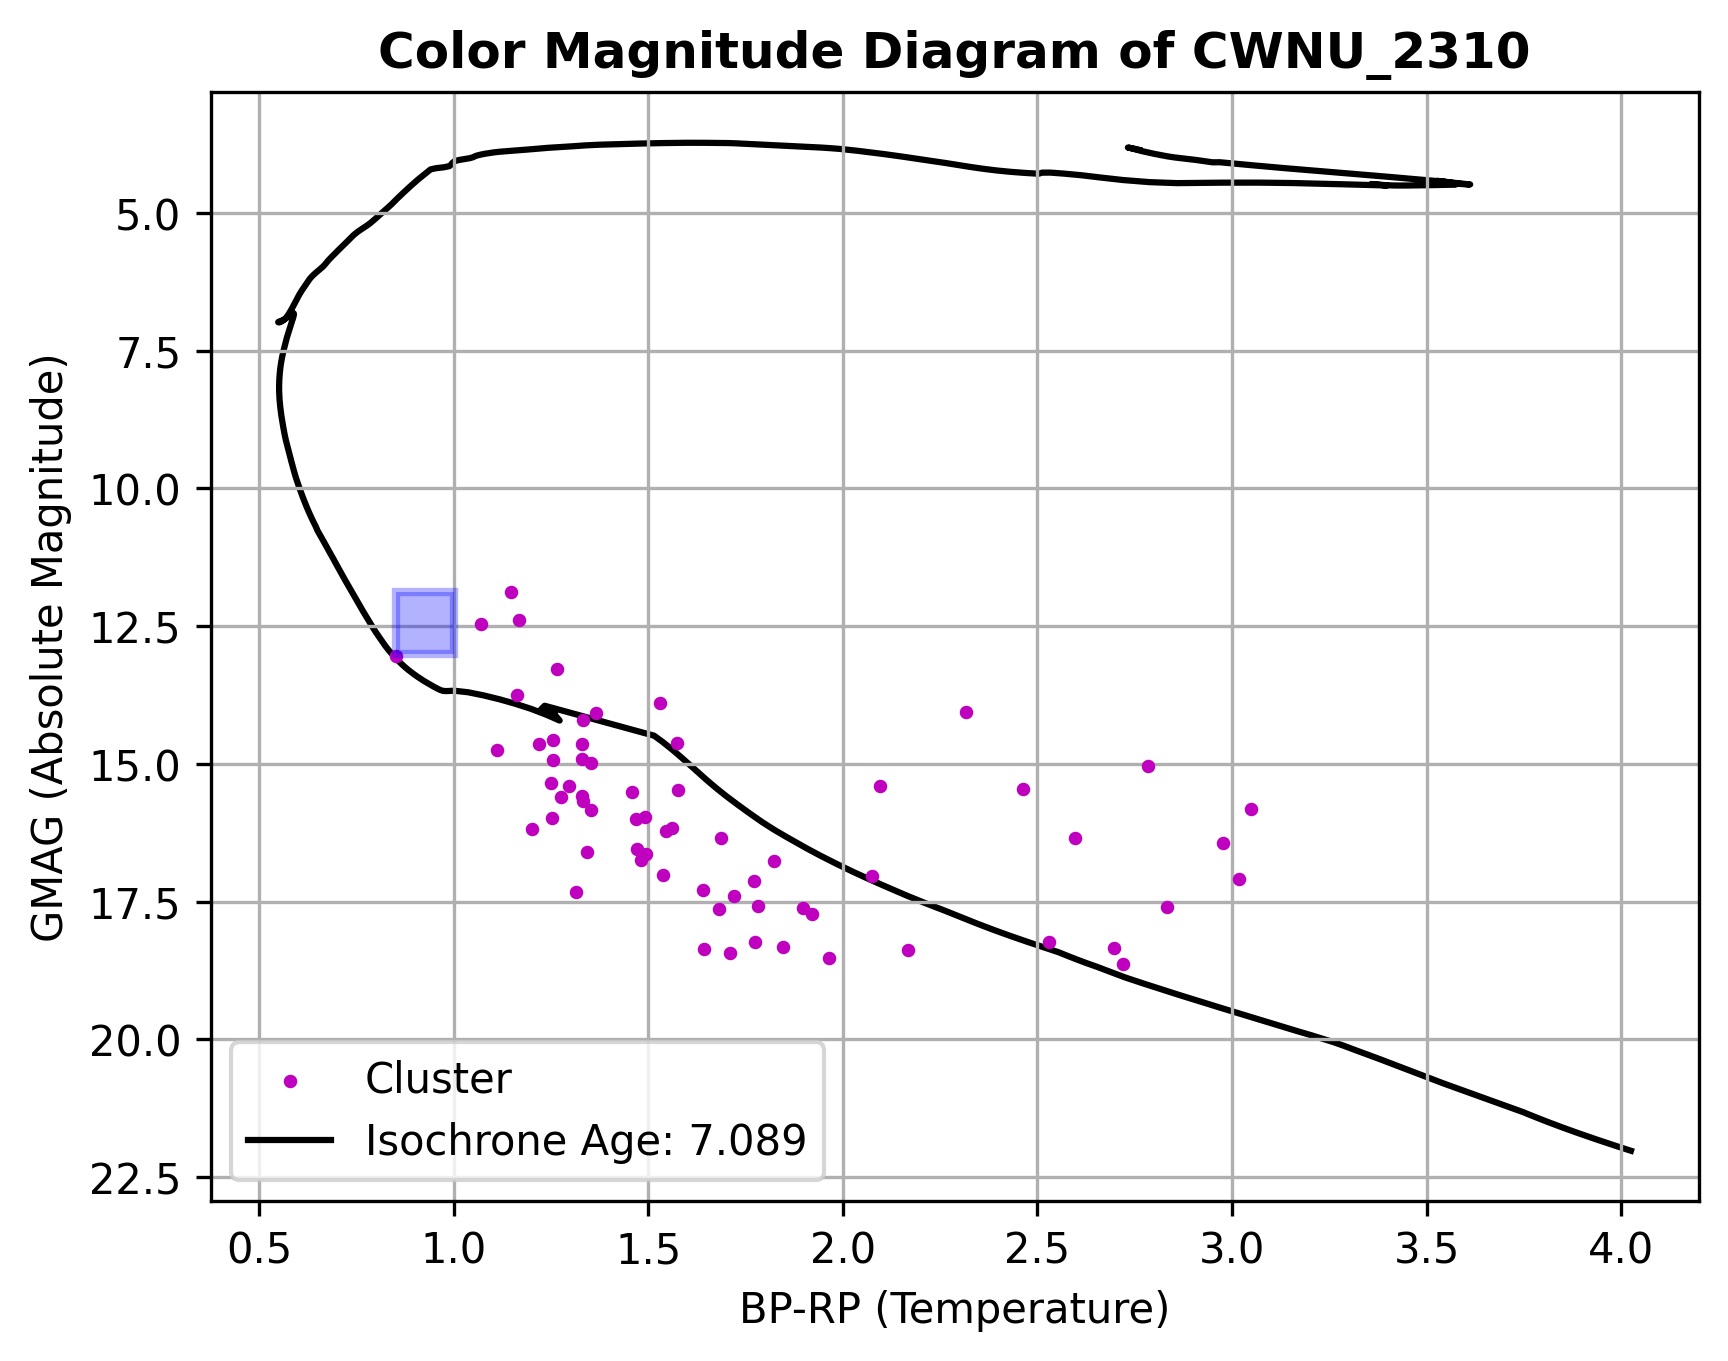 Color Magnitude Diagram of CWNU_2310
GMAG (Absolute Magnitude)
5.0
7.5
10.0
12.5
15.0
17.5
20.0
22.5
Cluster
Isochrone Age: 7.089
0.5 1.0 1.5 2.0 2.5 3.0 3.5 4.0
BP-RP (Temperature)